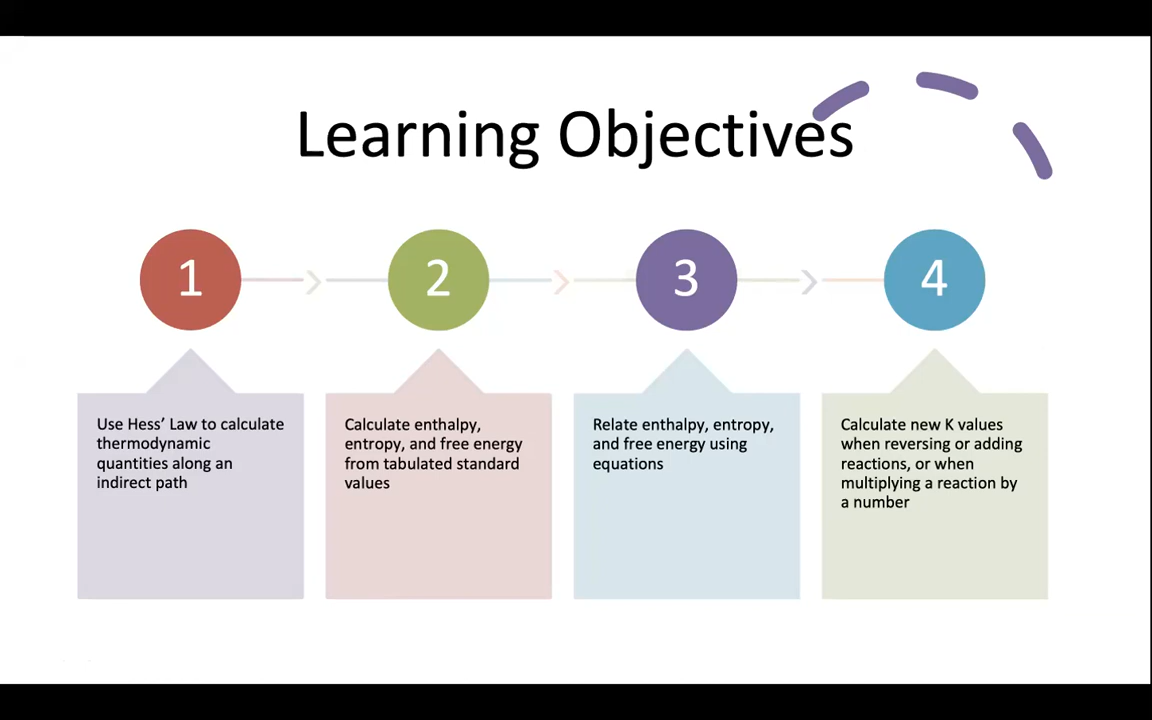 Learning Objectives
1
2
3
4
Use Hess’ Law to calculate
thermodynamic
quantities along an
indirect path
Calculate enthalpy,
entropy, and free energy
from tabulated standard
values
Relate enthalpy, entropy,
and free energy using
equations
Calculate new K values
when reversing or adding
reactions, or when
multiplying a reaction by
a number